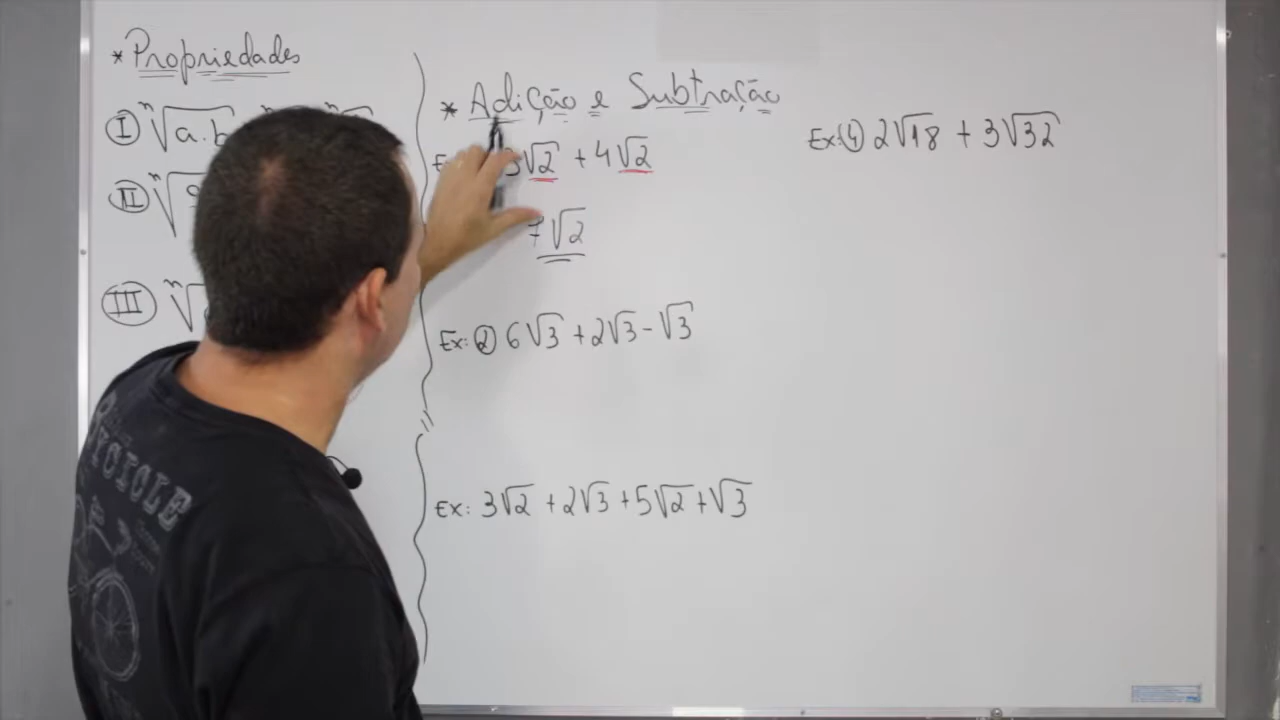 * Propriedades
I ⁿ√a.b
II ⁿ√
III ⁿ√
* Adição e Subtração
3√2 + 4√2
7√2
Ex: 2) 6√3 + 2√3 - √3
Ex: 3√2 + 2√3 + 5√2 + √3
Ex: 4) 2√18 + 3√32
CICLE